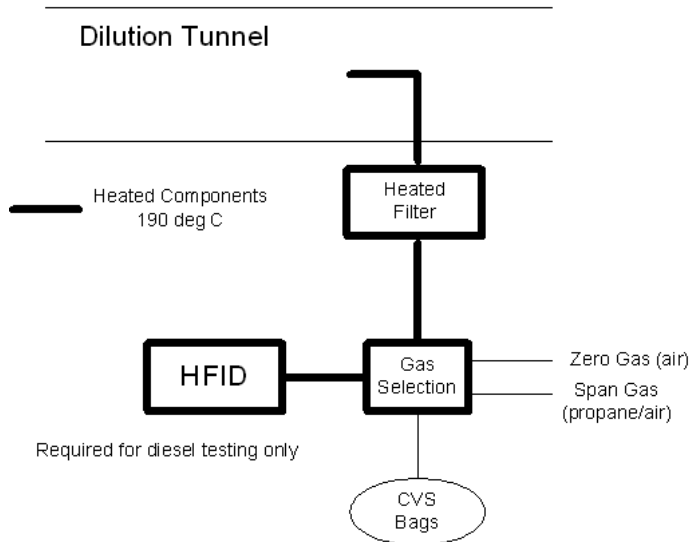 Dilution Tunnel
Heated Components
190 deg C
Heated
Filter
HFID
Gas
Selection
Zero Gas (air)
Span Gas
(propane/air)
Required for diesel testing only
CVS
Bags